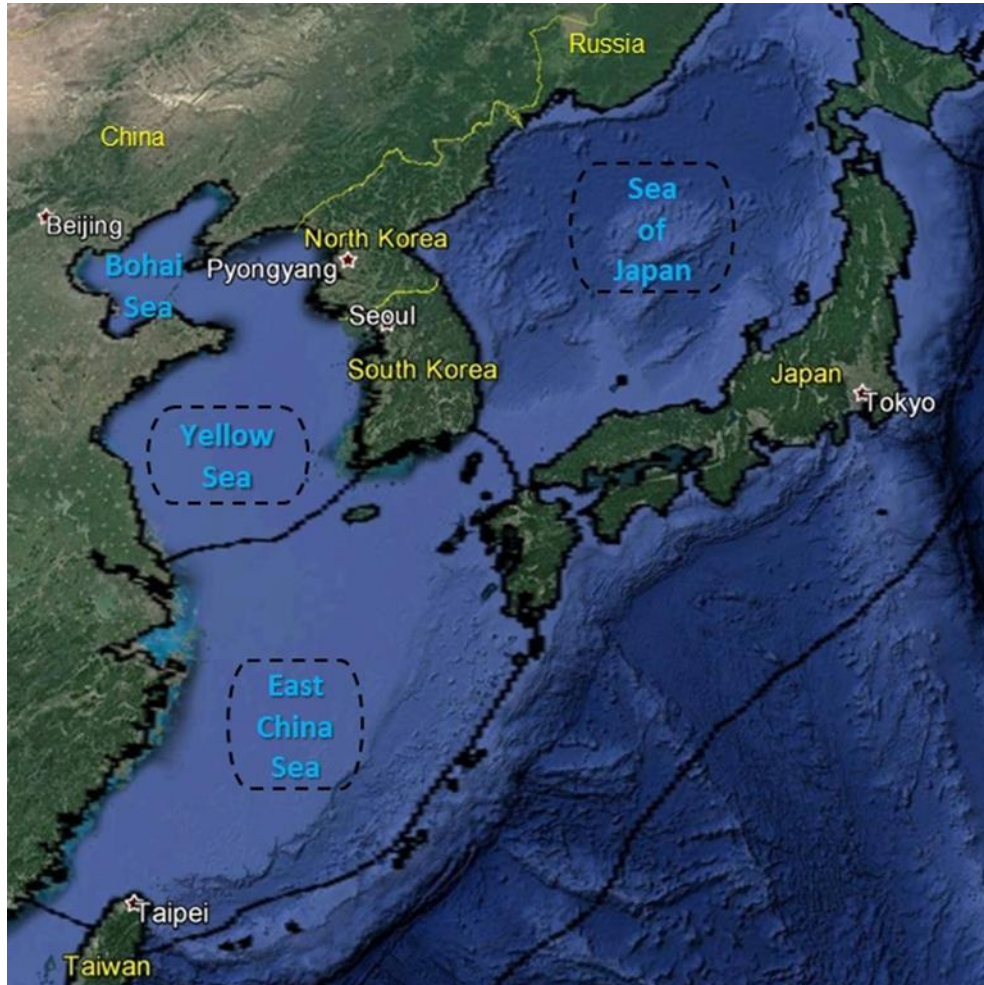 Russia
China
Sea
of
Japan
Beijing
North Korea
Bohai
Sea
Pyongyang
Seoul
South Korea
Japan
Tokyo
Yellow
Sea
East
China
Sea
Taipei
Taiwan